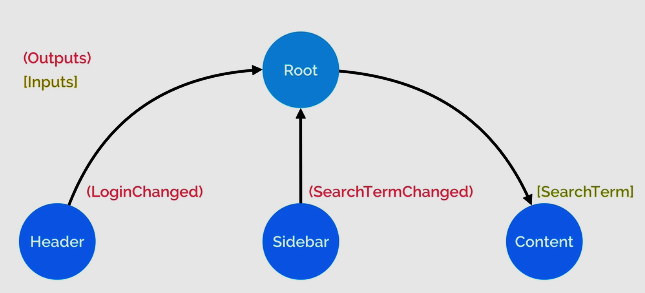 (Outputs)
[Inputs]
Root
(LoginChanged)
(SearchTermChanged)
[SearchTerm]
Header
Sidebar
Content